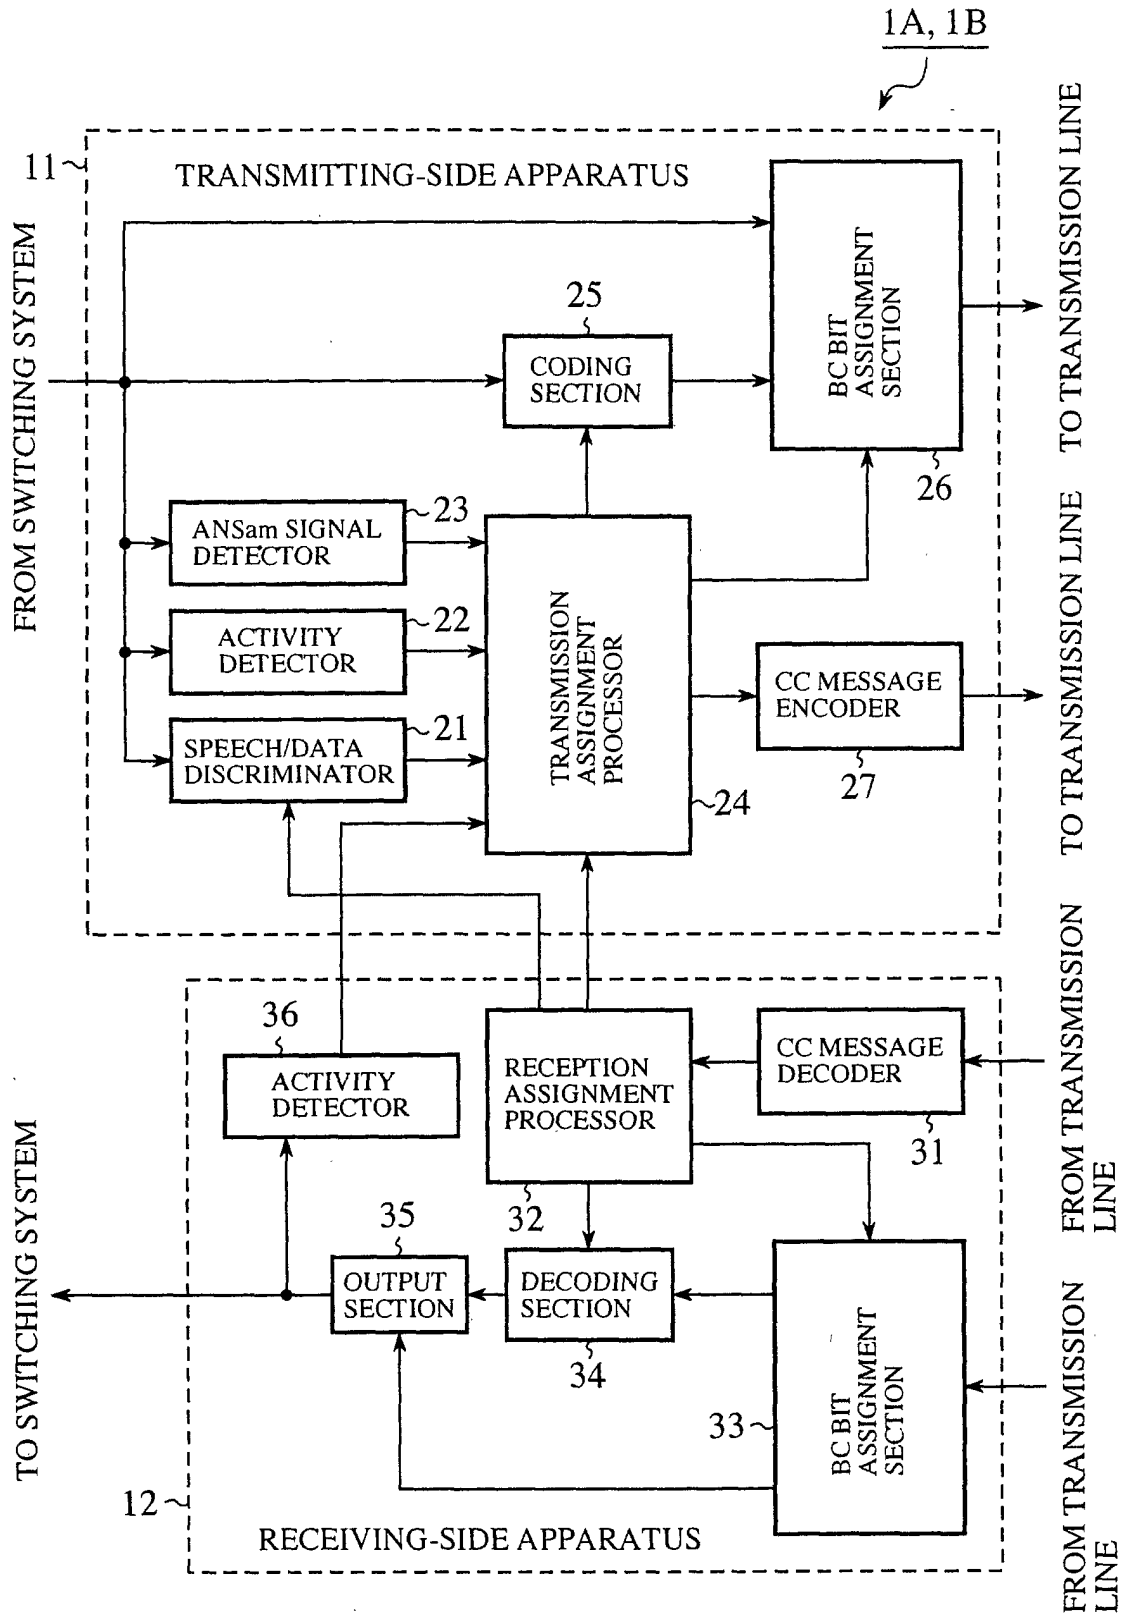 1A, 1B
11
TRANSMITTING-SIDE APPARATUS
FROM SWITCHING SYSTEM
25
CODING
SECTION
BC BIT
ASSIGNMENT
SECTION
26
TO TRANSMISSION LINE
23
ANSam SIGNAL
DETECTOR
22
ACTIVITY
DETECTOR
21
SPEECH/DATA
DISCRIMINATOR
TRANSMISSION
ASSIGNMENT
PROCESSOR
24
CC MESSAGE
ENCODER
27
TO TRANSMISSION LINE
36
ACTIVITY
DETECTOR
RECEPTION
ASSIGNMENT
PROCESSOR
32
CC MESSAGE
DECODER
31
FROM TRANSMISSION
LINE
TO SWITCHING SYSTEM
35
OUTPUT
SECTION
DECODING
SECTION
34
33
BC BIT
ASSIGNMENT
SECTION
FROM TRANSMISSION
LINE
12
RECEIVING-SIDE APPARATUS